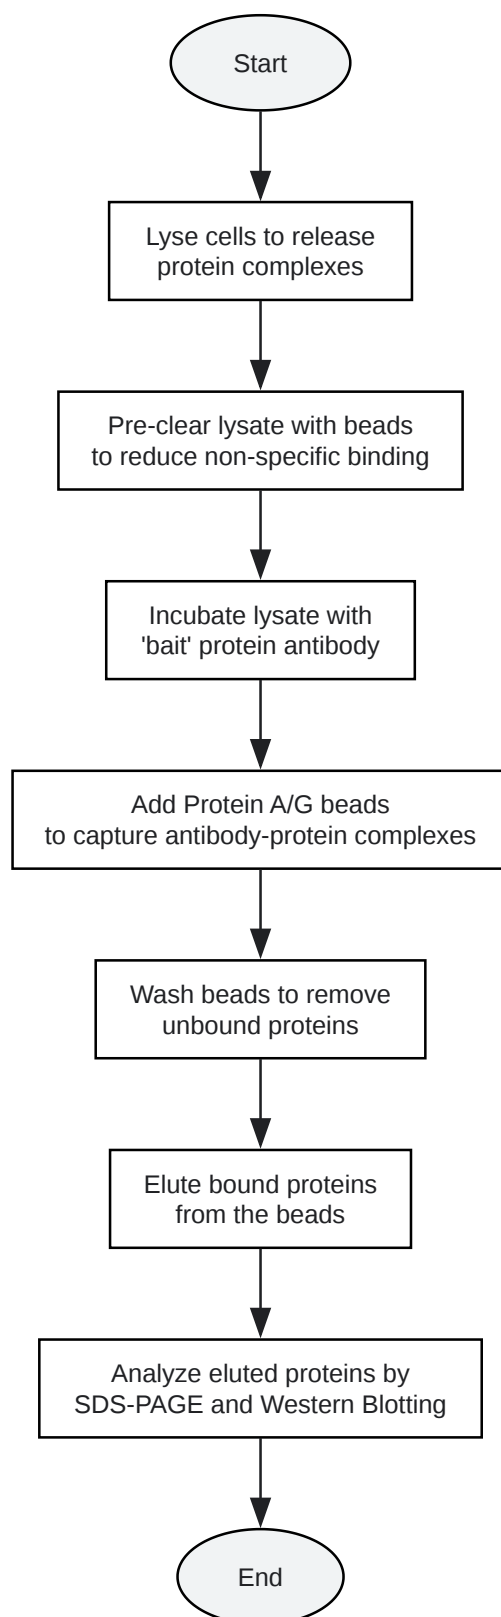 Start
Lyse cells to release
protein complexes
Pre-clear lysate with beads
to reduce non-specific binding
Incubate lysate with
'bait' protein antibody
Add Protein A/G beads
to capture antibody-protein complexes
Wash beads to remove
unbound proteins
Elute bound proteins
from the beads
Analyze eluted proteins by
SDS-PAGE and Western Blotting
End